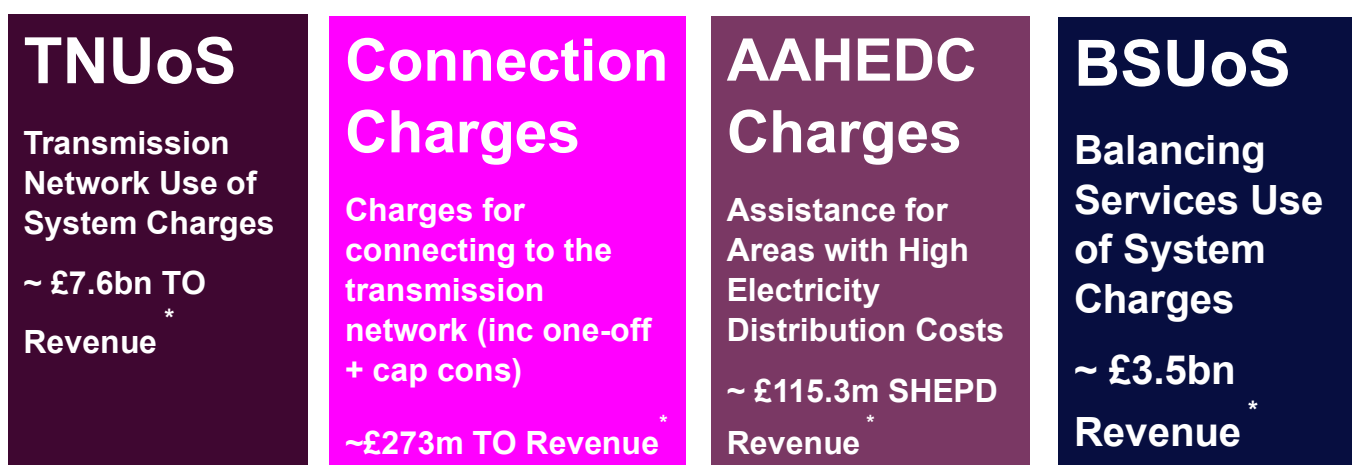 TNUoS
Transmission
Network Use of
System Charges
~ £7.6bn TO
Revenue*
Connection
Charges
Charges for
connecting to the
transmission
network (inc one-off
+ cap cons)
~£273m TO Revenue*
AAHEDC
Charges
Assistance for
Areas with High
Electricity
Distribution Costs
~ £115.3m SHEPD
Revenue*
BSUoS
Balancing
Services Use
of System
Charges
~ £3.5bn
Revenue*